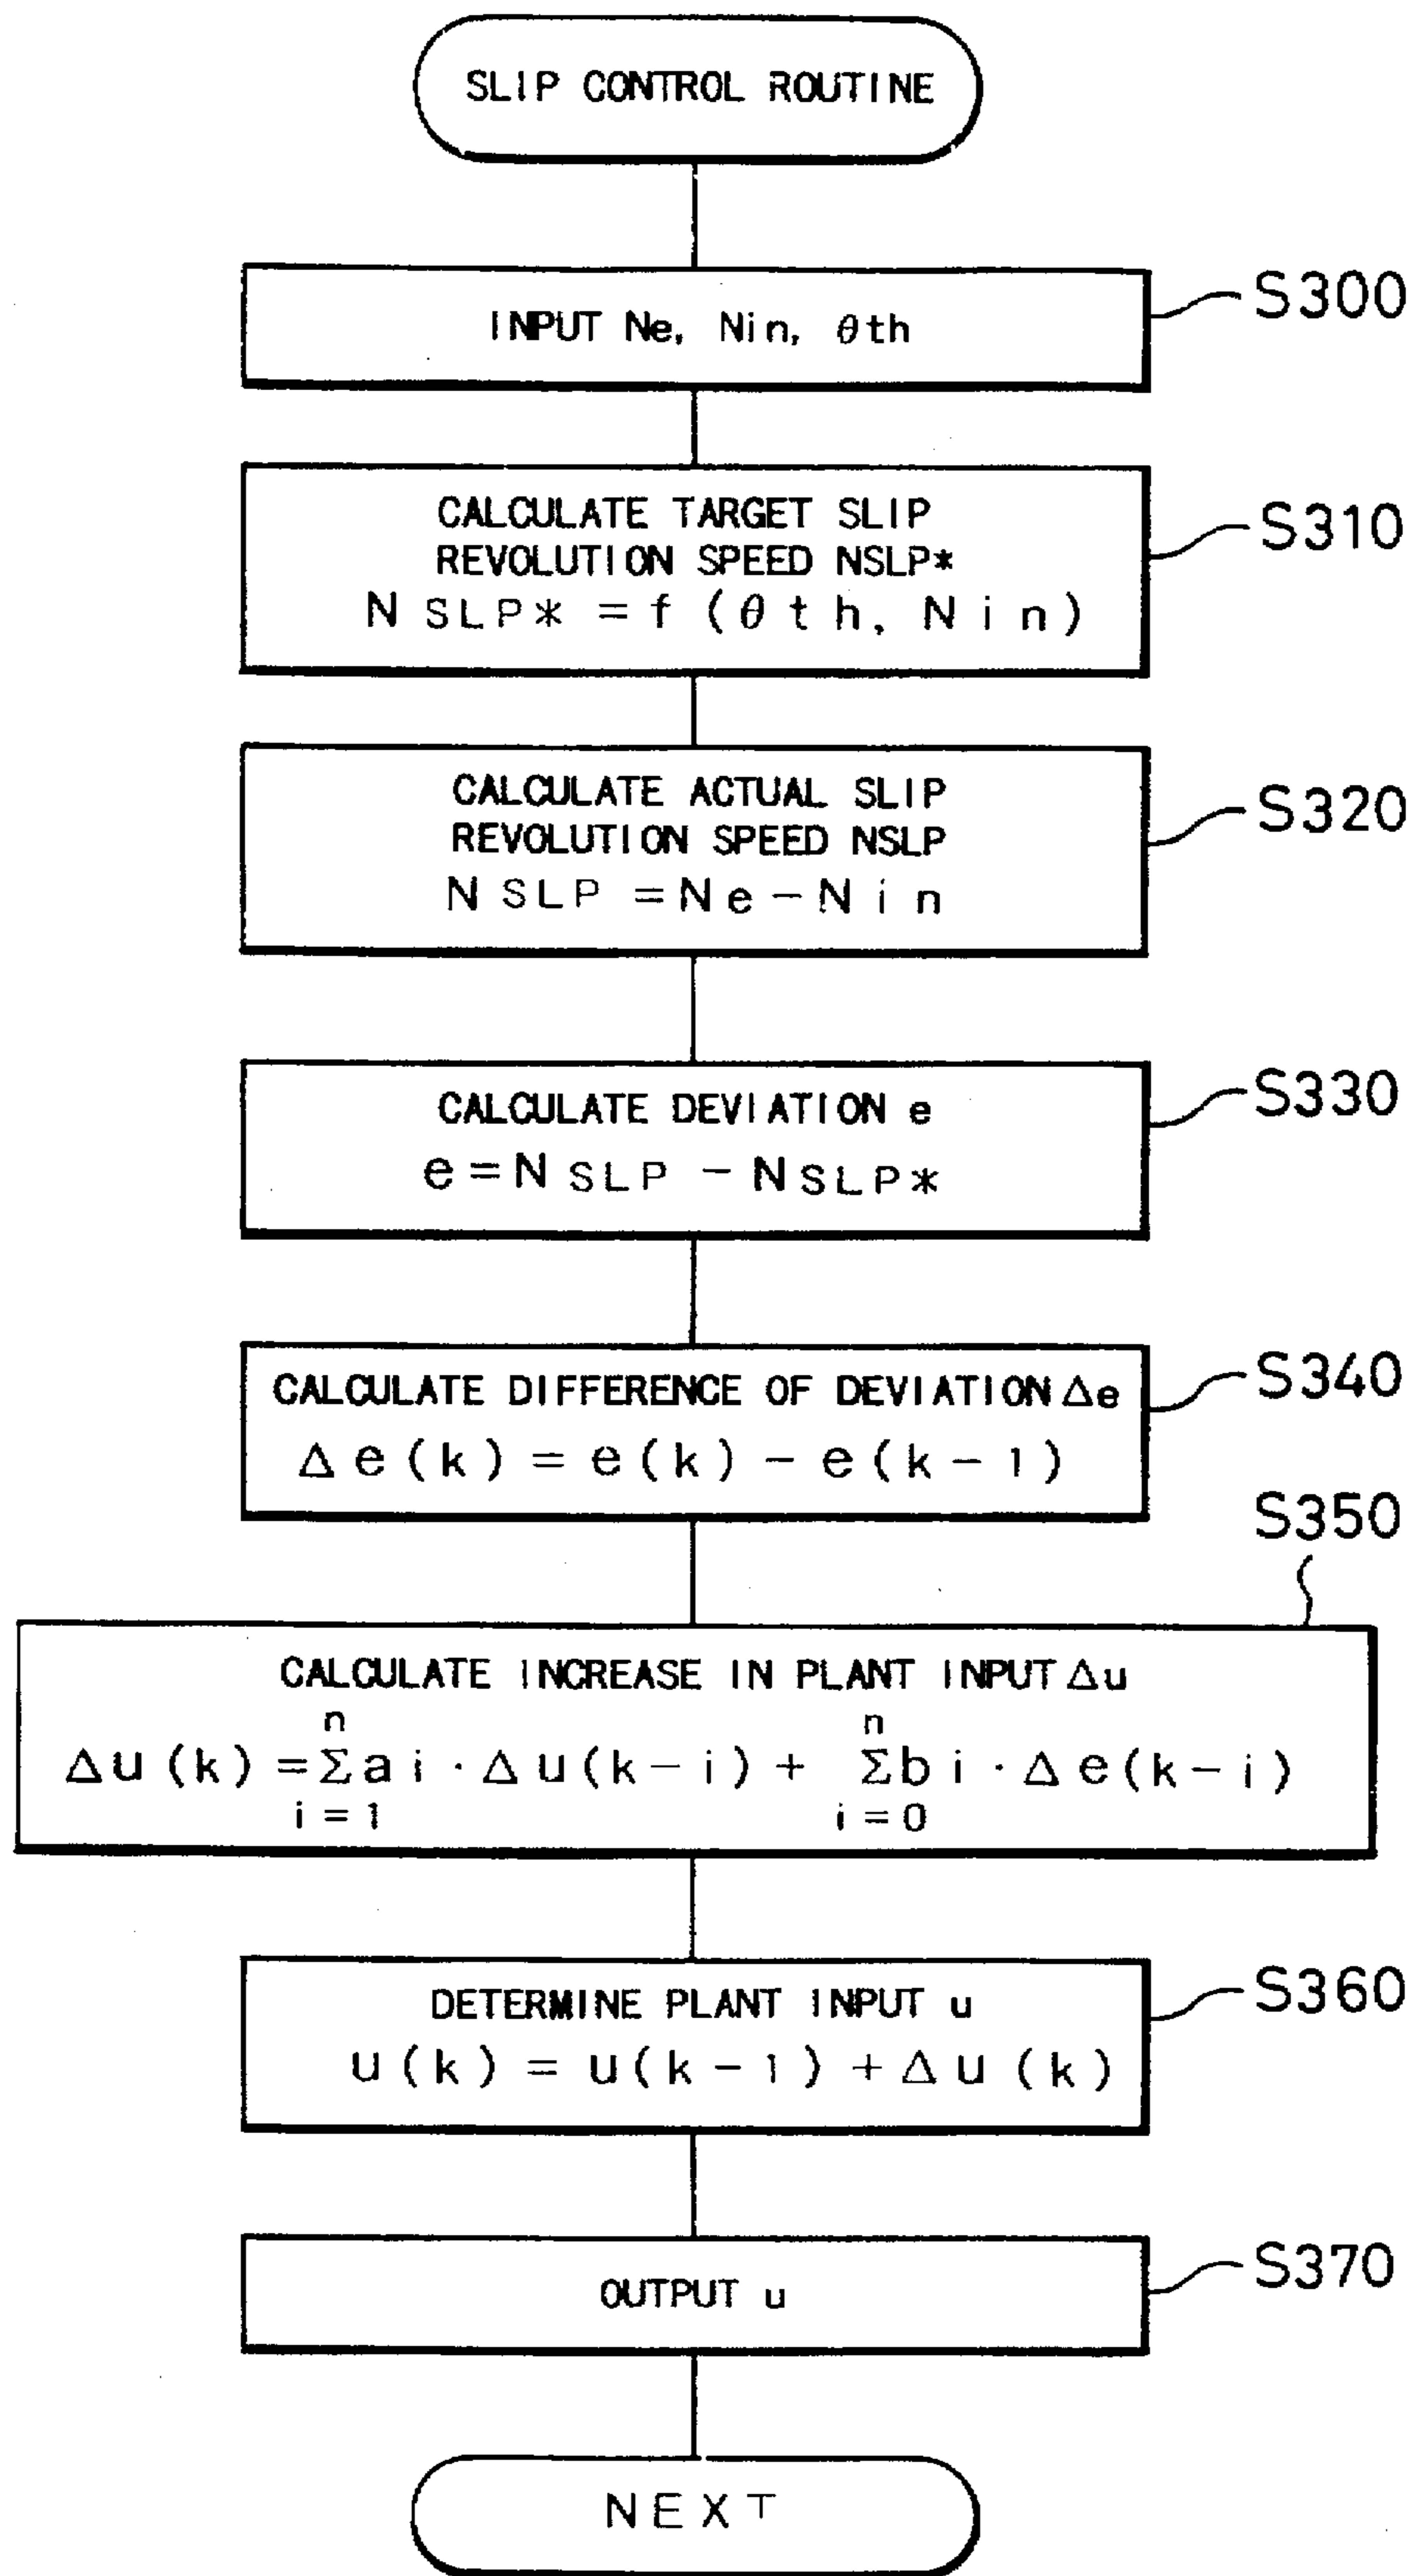 SLIP CONTROL ROUTINE
S300
INPUT Ne, Nin, θth
S310
CALCULATE TARGET SLIP
REVOLUTION SPEED NSLP*
NSLP* = f (θth, Nin)
S320
CALCULATE ACTUAL SLIP
REVOLUTION SPEED NSLP
NSLP = Ne - Nin
S330
CALCULATE DEVIATION e
e = NSLP - NSLP*
S340
CALCULATE DIFFERENCE OF DEVIATION Δe
Δe(k) = e(k) - e(k-1)
S350
CALCULATE INCREASE IN PLANT INPUT Δu
n n
Δu(k) = Σai · Δu(k-i) + Σbi · Δe(k-i)
i=1 i=0
S360
DETERMINE PLANT INPUT u
u(k) = u(k-1) + Δu(k)
S370
OUTPUT u
NEXT